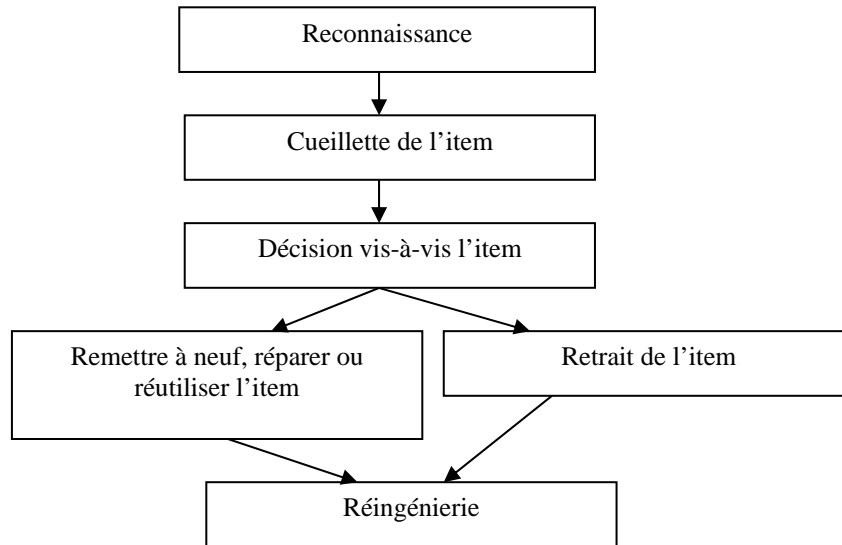 Reconnaissance
Cueillette de l’item
Décision vis-à-vis l’item
Remettre à neuf, réparer ou
réutiliser l’item
Retrait de l’item
Réingénierie